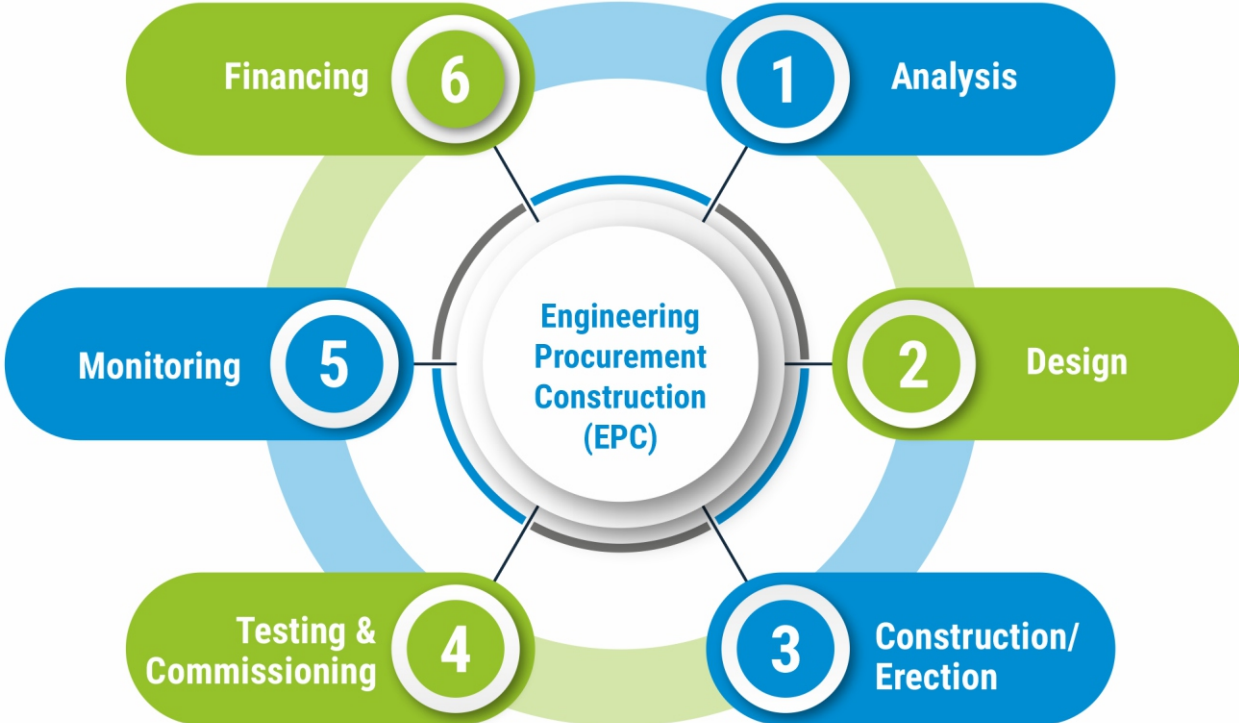 Engineering
Procurement
Construction
(EPC)
1
Analysis
2
Design
3
Construction/
Erection
4
Testing &
Commissioning
5
Monitoring
6
Financing